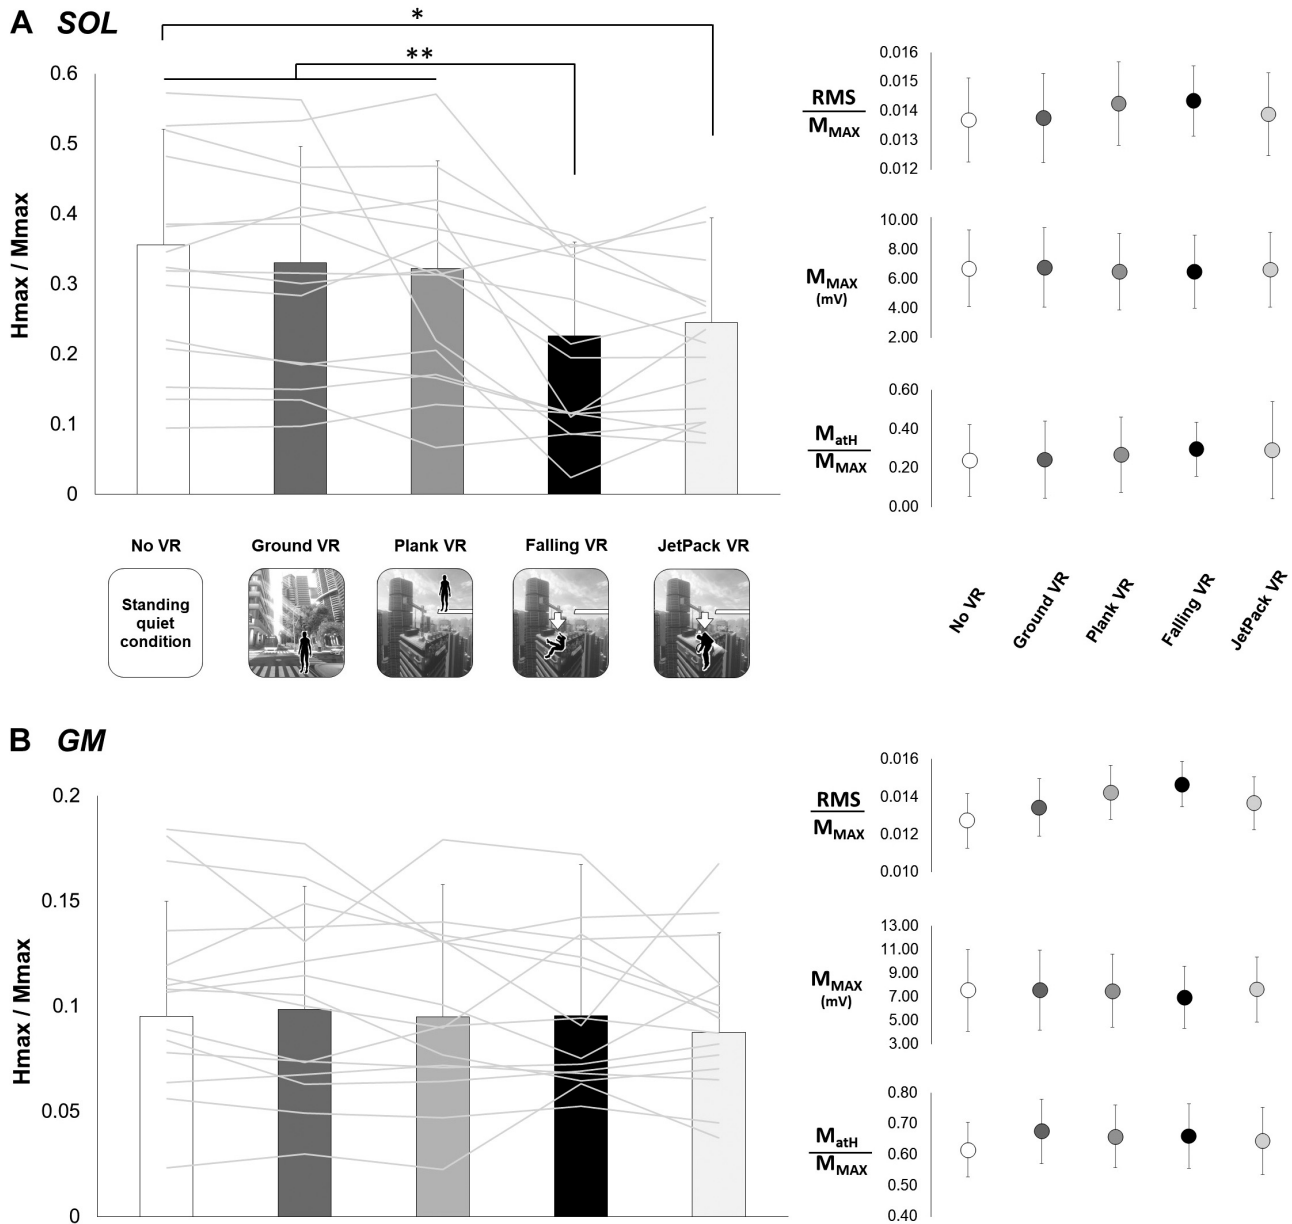 A SOL
*
**
0.6
0.5
0.4
0.3
0.2
0.1
0
Hmax / Mmax
No VR
Ground VR
Plank VR
Falling VR
JetPack VR
Standing
quiet
condition
RMS
MMAX
0.016
0.015
0.014
0.013
0.012
MMAX
(mV)
10.00
8.00
6.00
4.00
2.00
MatH
MMAX
0.60
0.40
0.20
0.00
No VR
Ground VR
Plank VR
Falling VR
JetPack VR
B GM
0.2
0.15
0.1
0.05
0
Hmax / Mmax
RMS
MMAX
0.016
0.014
0.012
0.010
MMAX
(mV)
13.00
11.00
9.00
7.00
5.00
3.00
MatH
MMAX
0.80
0.70
0.60
0.50
0.40